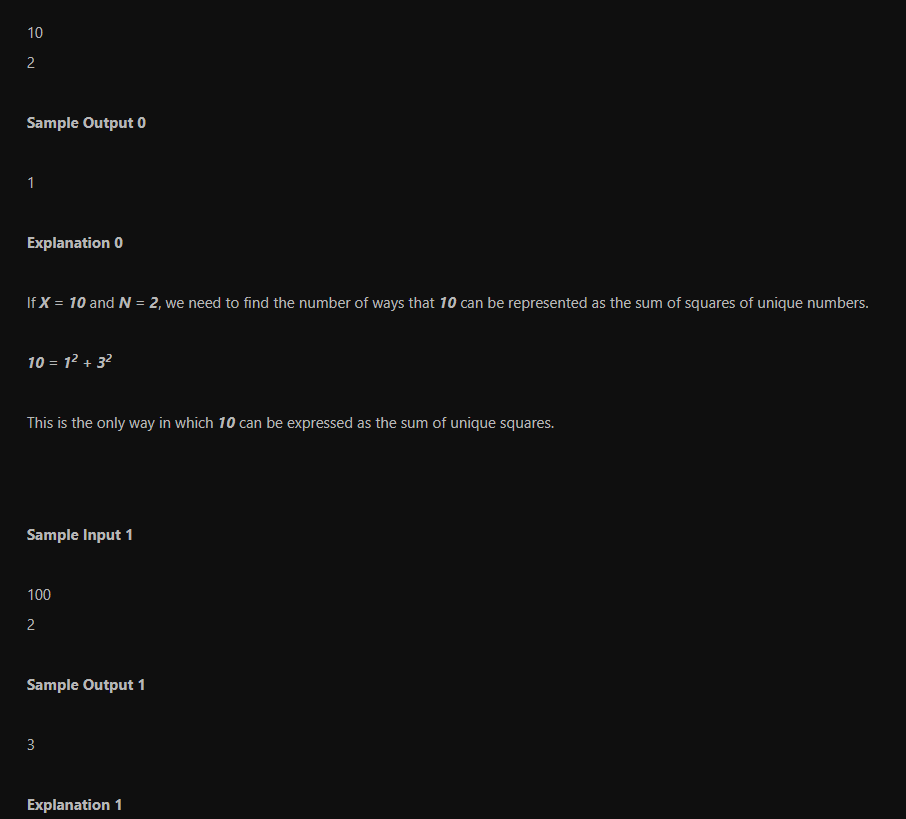 10
2
Sample Output 0
1
Explanation 0
If X = 10 and N = 2, we need to find the number of ways that 10 can be represented as the sum of squares of unique numbers.
10 = 1² + 3²
This is the only way in which 10 can be expressed as the sum of unique squares.
Sample Input 1
100
2
Sample Output 1
3
Explanation 1